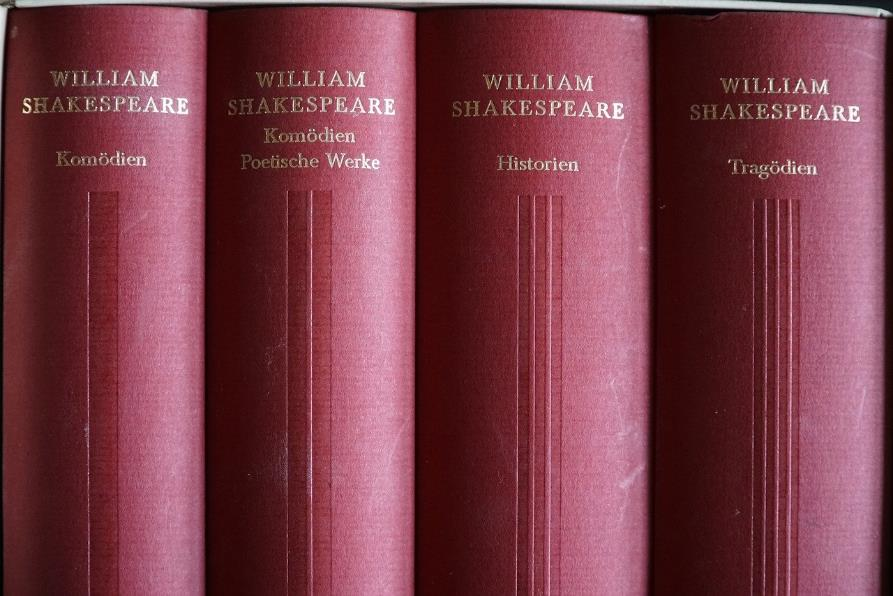 WILLIAM
SHAKESPEARE
Komödien
WILLIAM
SHAKESPEARE
Komödien
Poetische Werke
WILLIAM
SHAKESPEARE
Historien
WILLIAM
SHAKESPEARE
Tragödien